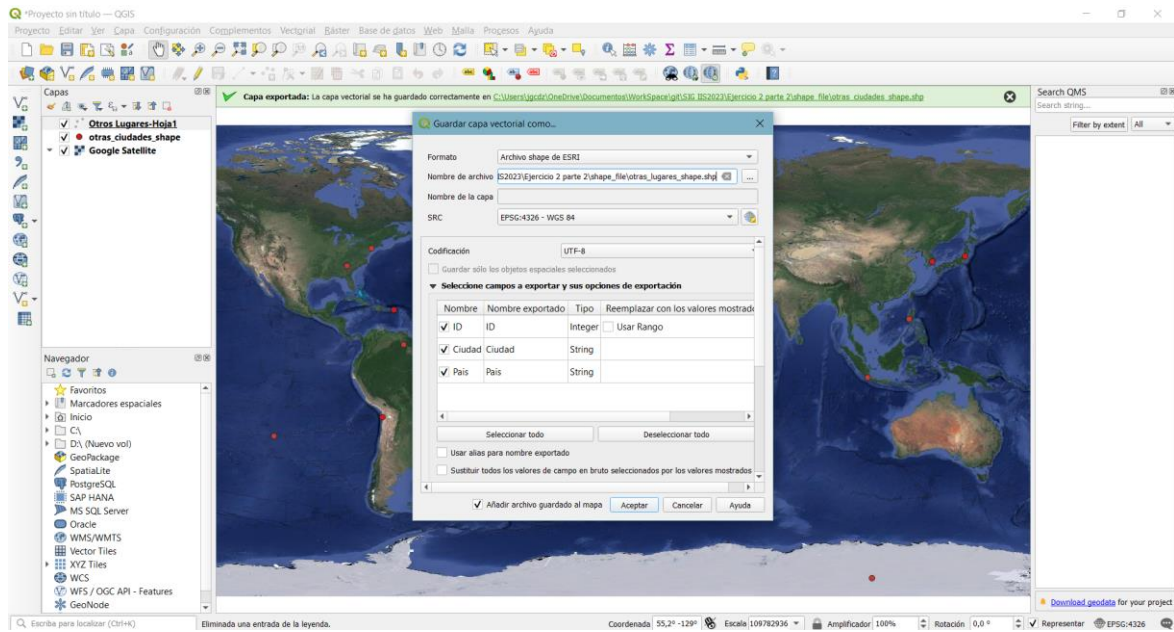 *Proyecto sin título — QGIS
Proyecto Editar Ver Capa Configuración Complementos Vectorial Ráster Base de datos Web Malla Procesos Ayuda
Capas
Otros Lugares-Hoja1
otras_ciudades_shape
Google Satellite
Navegador
Favoritos
Marcadores espaciales
Inicio
C:\
D:\ (Nuevo vol)
GeoPackage
SpatiaLite
PostgreSQL
SAP HANA
MS SQL Server
Oracle
WMS/WMTS
Vector Tiles
XYZ Tiles
WCS
WFS / OGC API - Features
GeoNode
Capa exportada: La capa vectorial se ha guardado correctamente en C:\Users\jgcdz\OneDrive\Documentos\WorkSpace\git\SIG_IIS2023\Ejercicio 2 parte 2\shape_file\otras_ciudades_shape.shp
Guardar capa vectorial como...
Formato Archivo shape de ESRI
Nombre de archivo IS2023\Ejercicio 2 parte 2\shape_file\otras_lugares_shape.shp ...
Nombre de la capa
SRC EPSG:4326 - WGS 84
Codificación UTF-8
Guardar sólo los objetos espaciales seleccionados
Seleccione campos a exportar y sus opciones de exportación
Nombre Nombre exportado Tipo Reemplazar con los valores mostrado
ID ID Integer Usar Rango
Ciudad Ciudad String
Pais Pais String
Seleccionar todo Deseleccionar todo
Usar alias para nombre exportado
Sustituir todos los valores de campo en bruto seleccionados por los valores mostrados
Añadir archivo guardado al mapa Aceptar Cancelar Ayuda
Search QMS
Search string...
Filter by extent All
Download geodata for your project
Escriba para localizar (Ctrl+K) Eliminada una entrada de la leyenda. Coordenada 55,2° -129° Escala 109782936 Amplificador 100% Rotación 0,0 ° Representar EPSG:4326